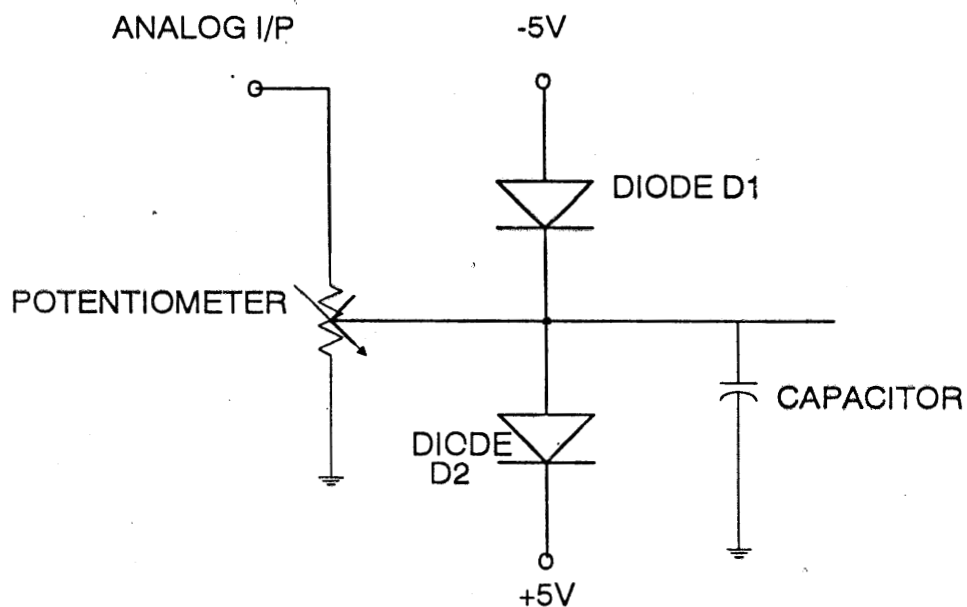 ANALOG I/P
-5V
DIODE D1
POTENTIOMETER
CAPACITOR
DICDE
D2
+5V